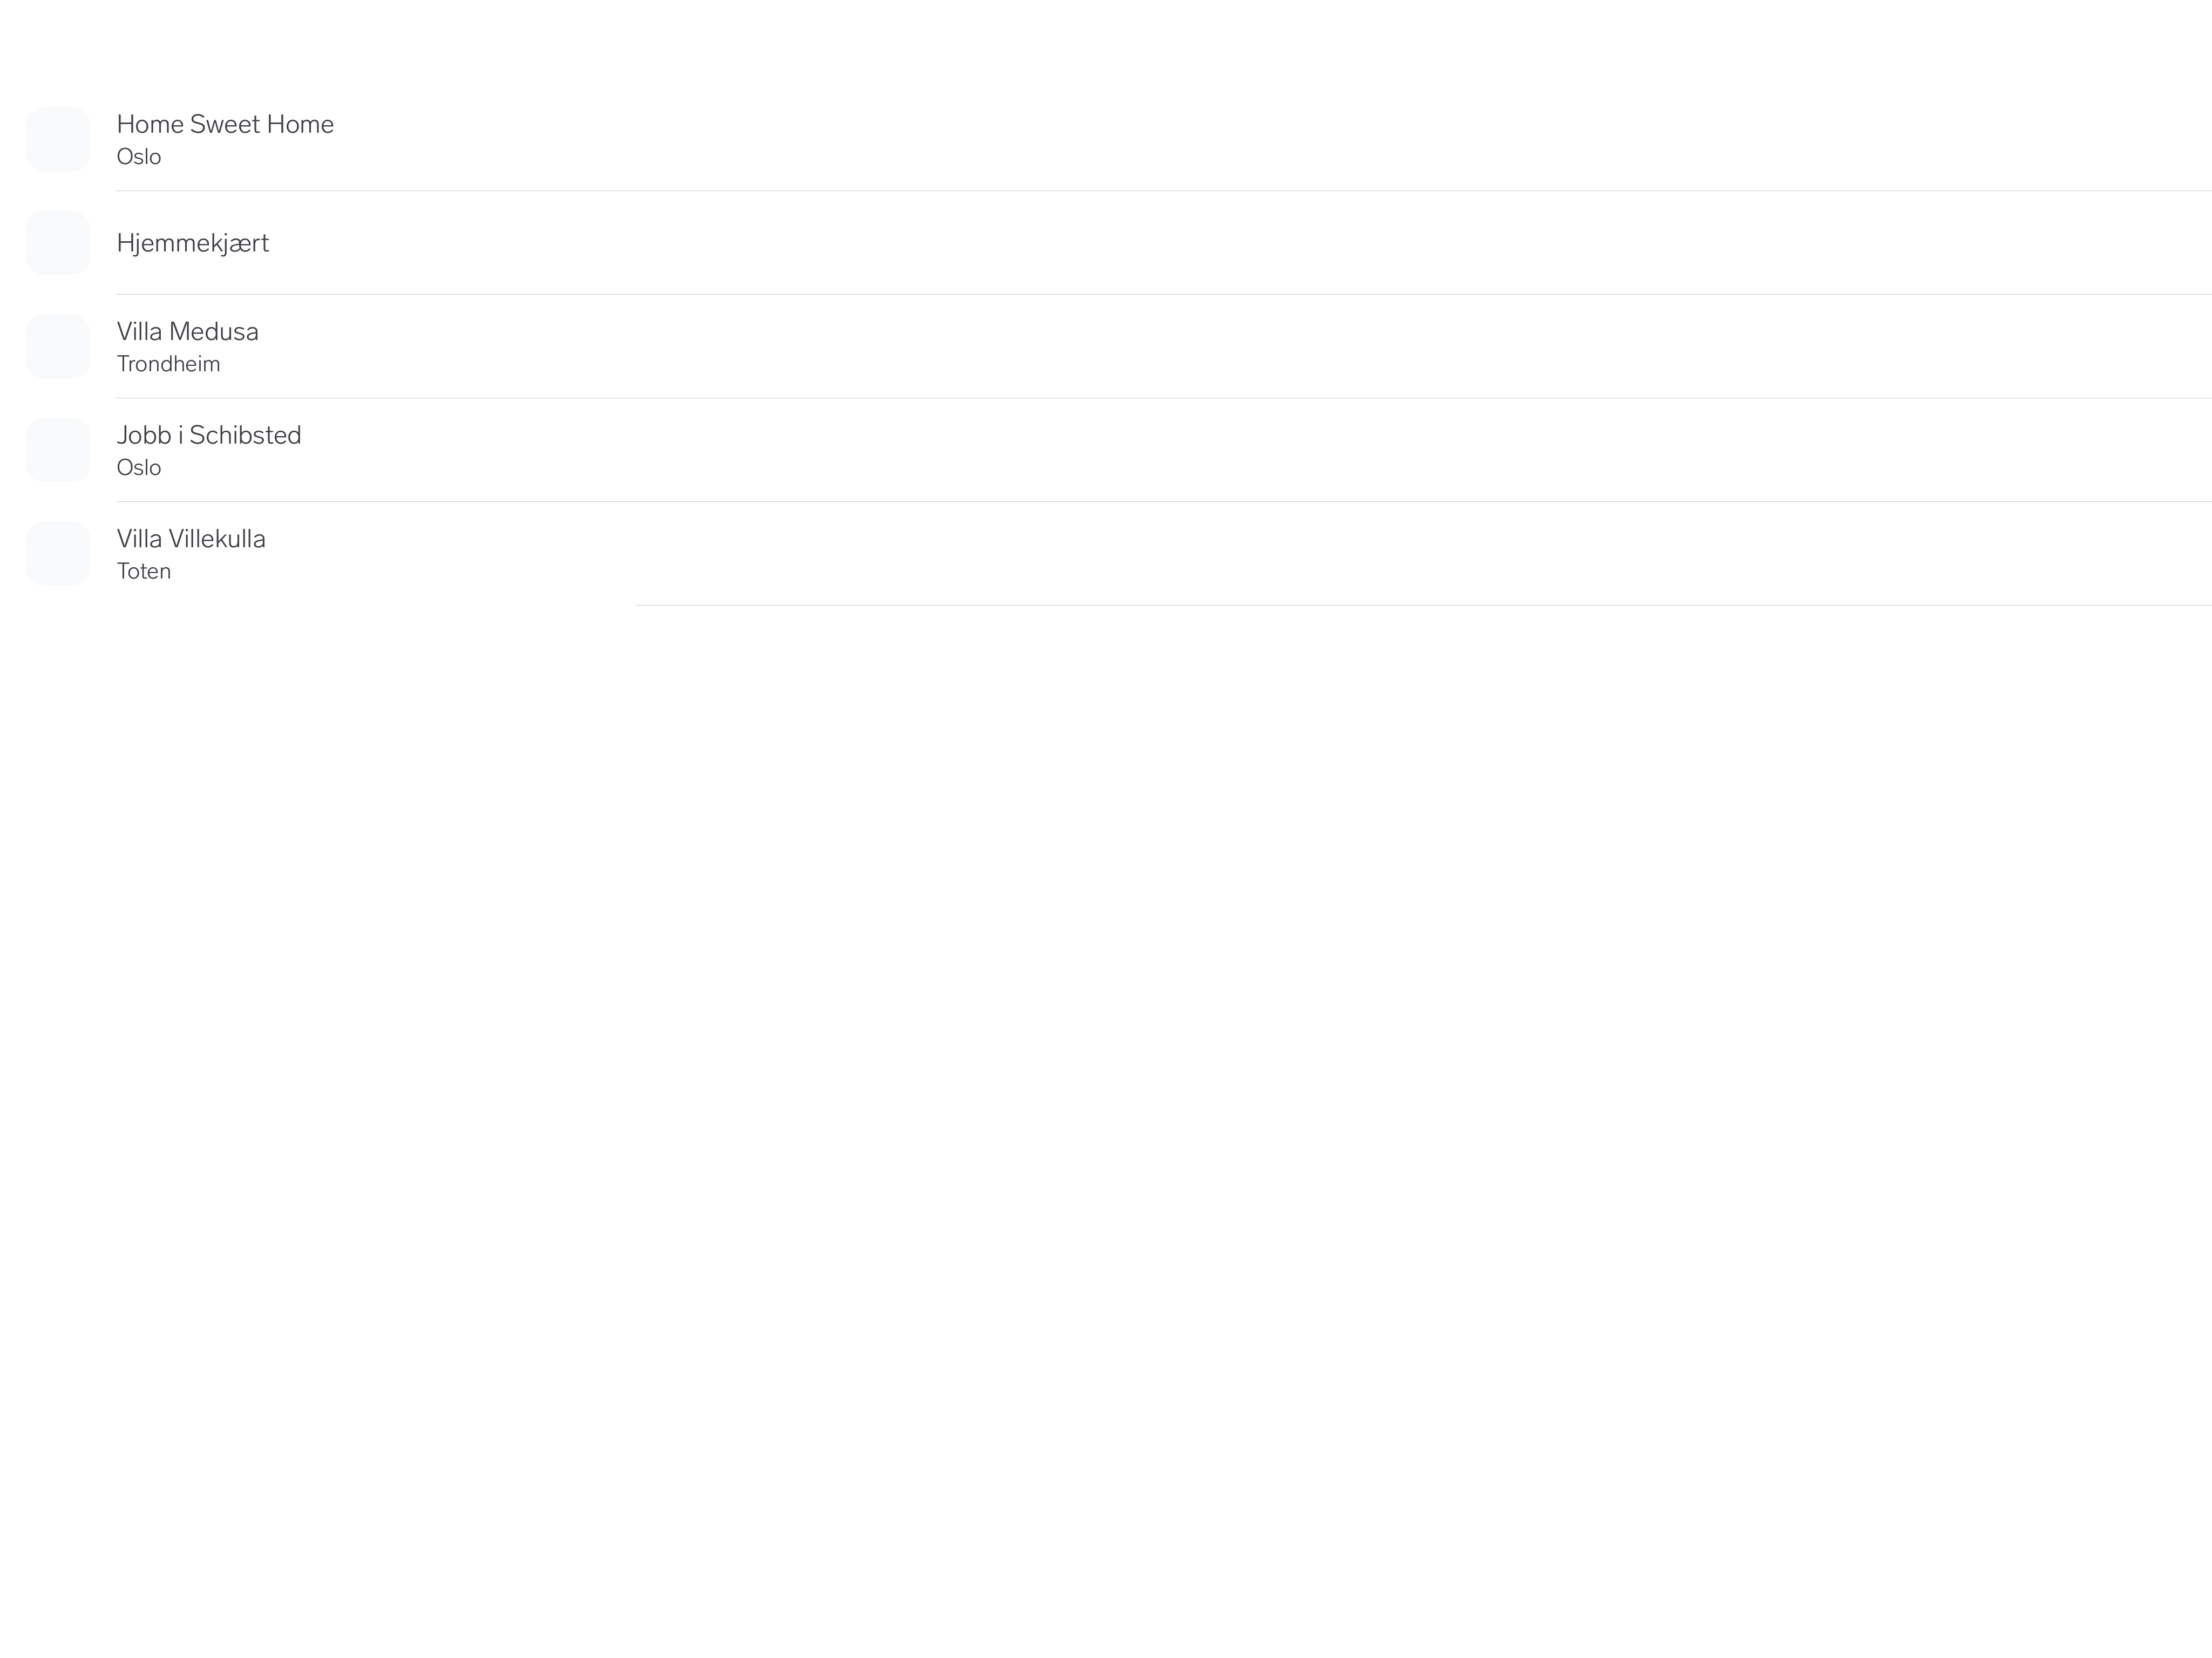 Home Sweet Home
Oslo
Hjemmekjært
Villa Medusa
Trondheim
Jobb i Schibsted
Oslo
Villa Villekulla
Toten